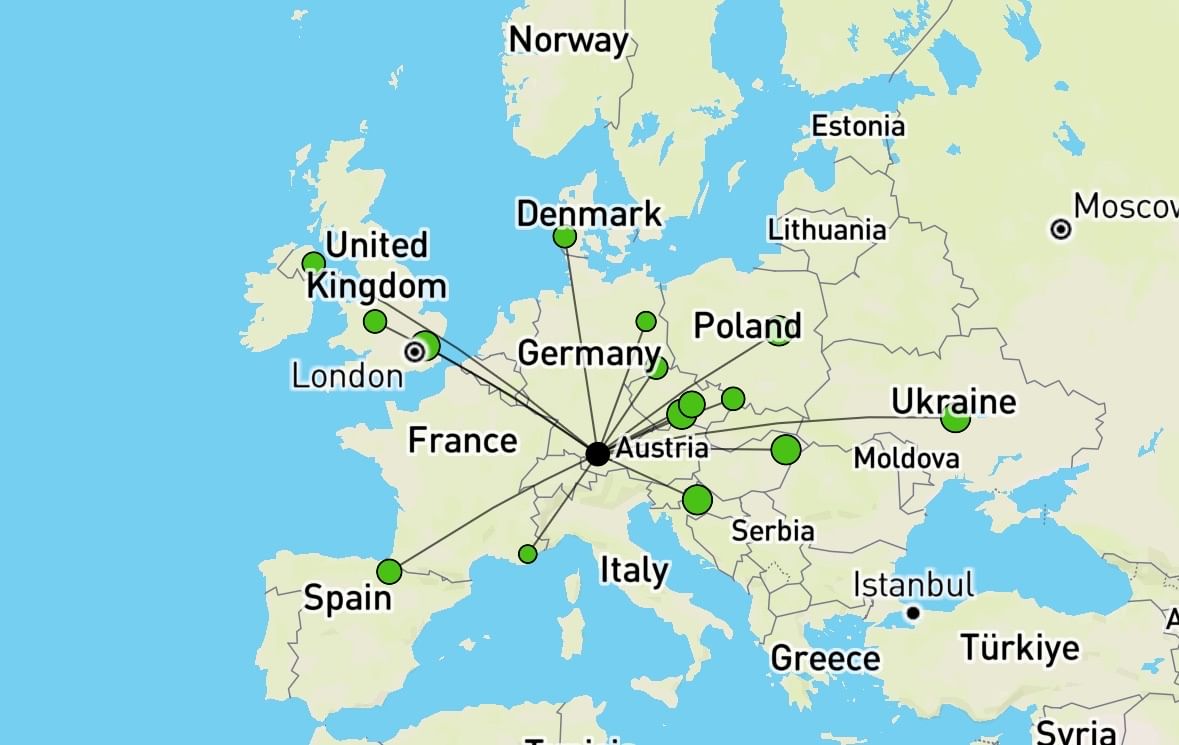 Norway
Estonia
Moscow
Denmark
Lithuania
United
Kingdom
Poland
Germany
London
Ukraine
France
Austria
Moldova
Serbia
Italy
Istanbul
Spain
Türkiye
Greece
Syria